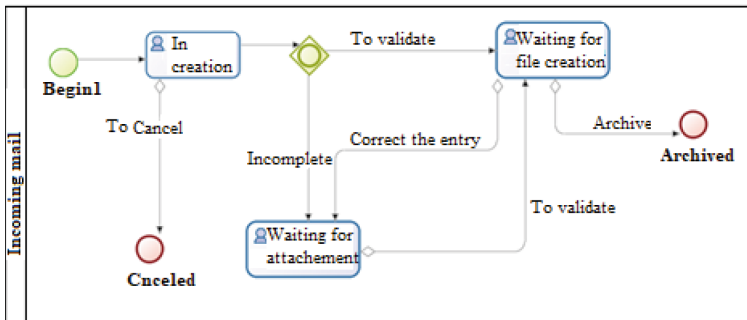 In
creation
To validate
Waiting for
file creation
Begin1
To Cancel
Incomplete
Correct the entry
Archive
Archived
Incoming mail
To validate
Waiting for
attachement
Cnceled